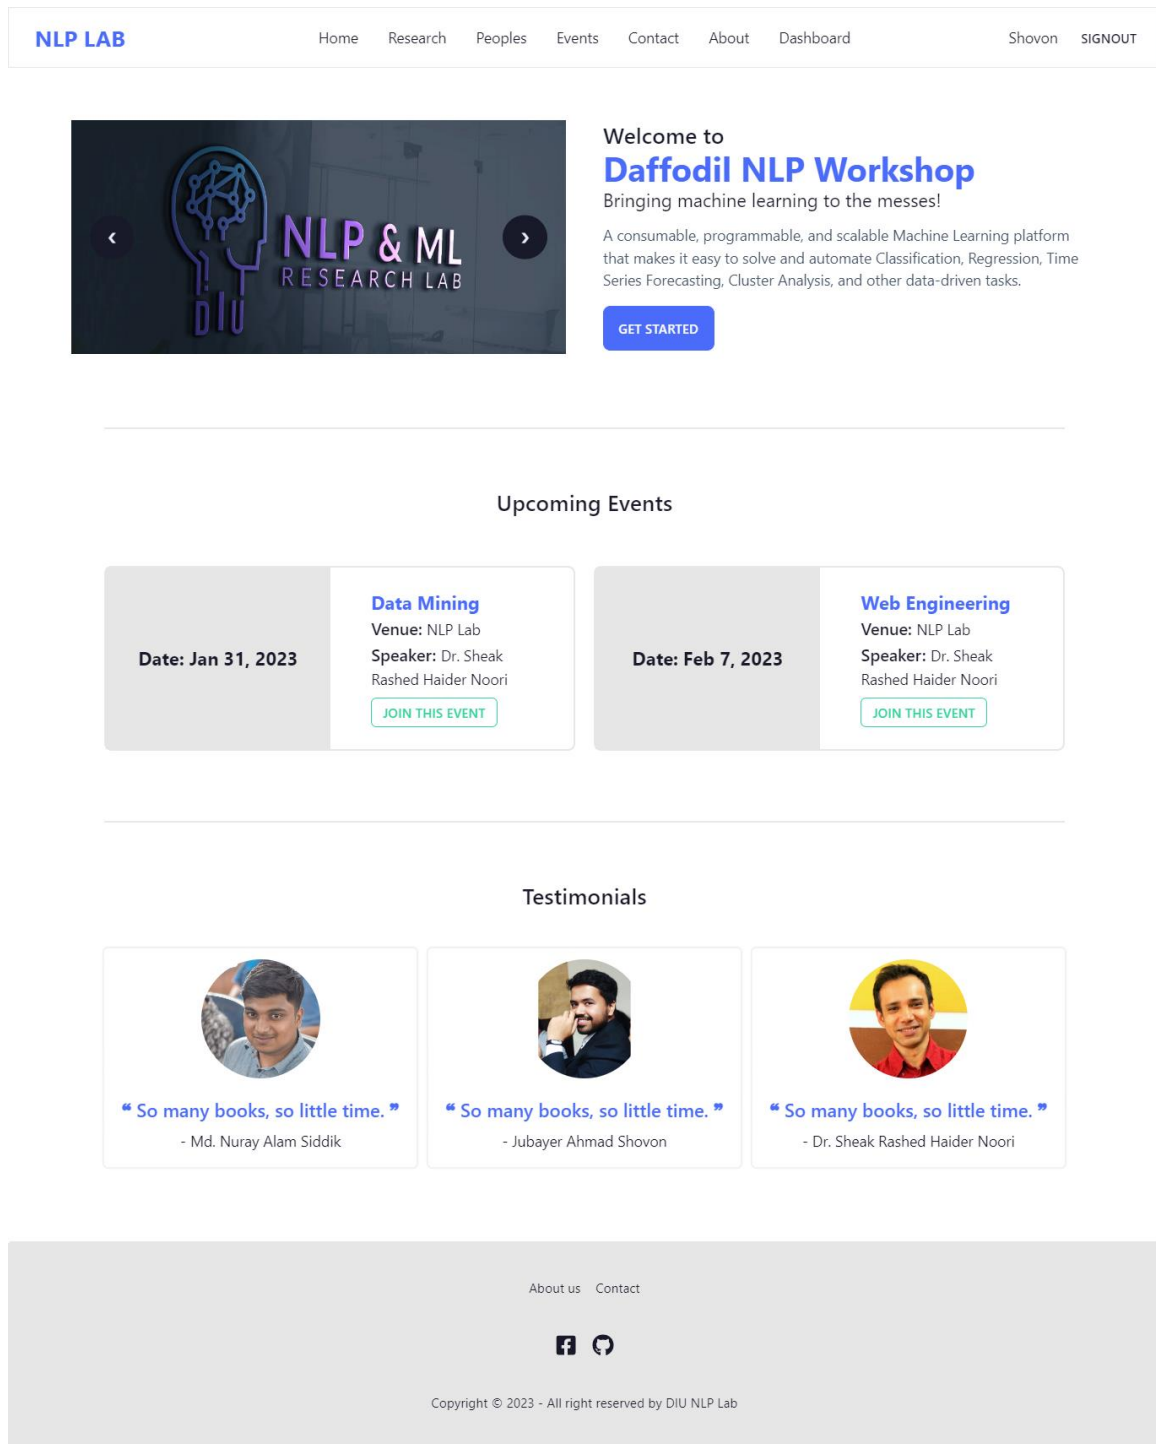 NLP LAB
Home Research Peoples Events Contact About Dashboard
Shovon SIGNOUT
NLP & ML
RESEARCH LAB
DIU
Welcome to
Daffodil NLP Workshop
Bringing machine learning to the messes!
A consumable, programmable, and scalable Machine Learning platform
that makes it easy to solve and automate Classification, Regression, Time
Series Forecasting, Cluster Analysis, and other data-driven tasks.
GET STARTED
Upcoming Events
Date: Jan 31, 2023
Data Mining
Venue: NLP Lab
Speaker: Dr. Sheak
Rashed Haider Noori
JOIN THIS EVENT
Date: Feb 7, 2023
Web Engineering
Venue: NLP Lab
Speaker: Dr. Sheak
Rashed Haider Noori
JOIN THIS EVENT
Testimonials
❝ So many books, so little time. ❞
- Md. Nuray Alam Siddik
❝ So many books, so little time. ❞
- Jubayer Ahmad Shovon
❝ So many books, so little time. ❞
- Dr. Sheak Rashed Haider Noori
About us Contact
Copyright © 2023 - All right reserved by DIU NLP Lab